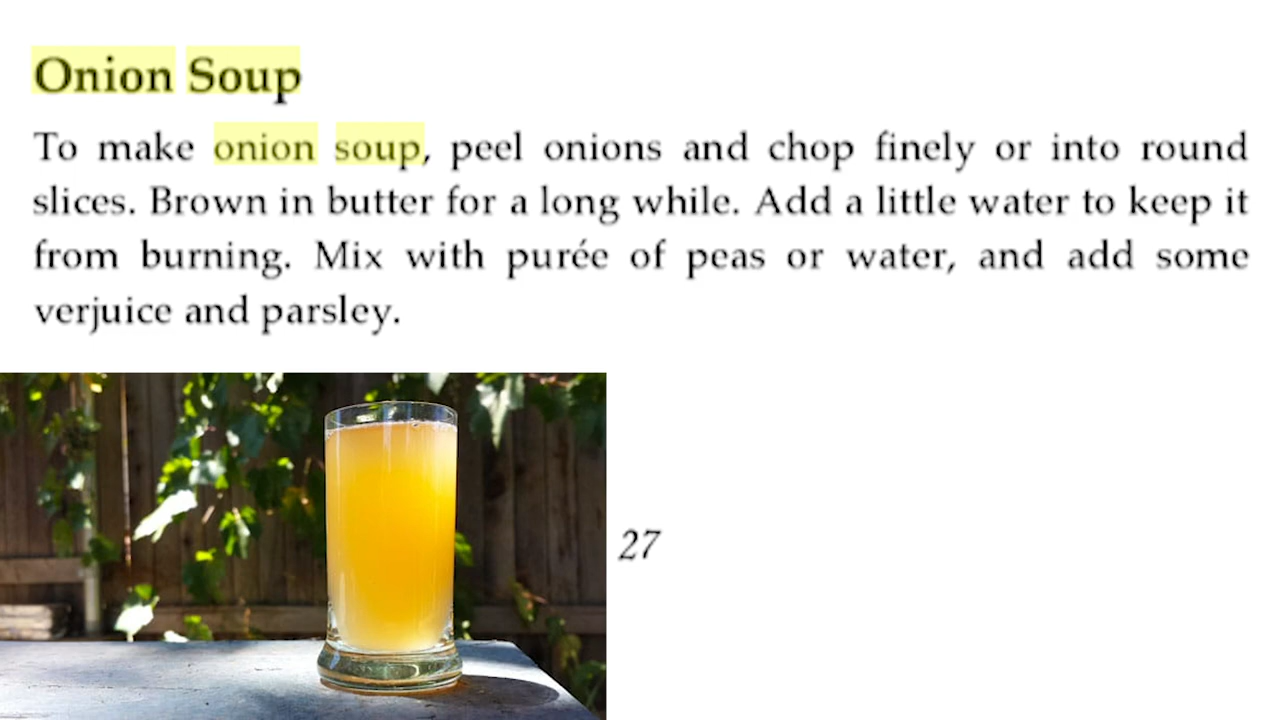 Onion Soup
To make onion soup, peel onions and chop finely or into round
slices. Brown in butter for a long while. Add a little water to keep it
from burning. Mix with purée of peas or water, and add some
verjuice and parsley.
27